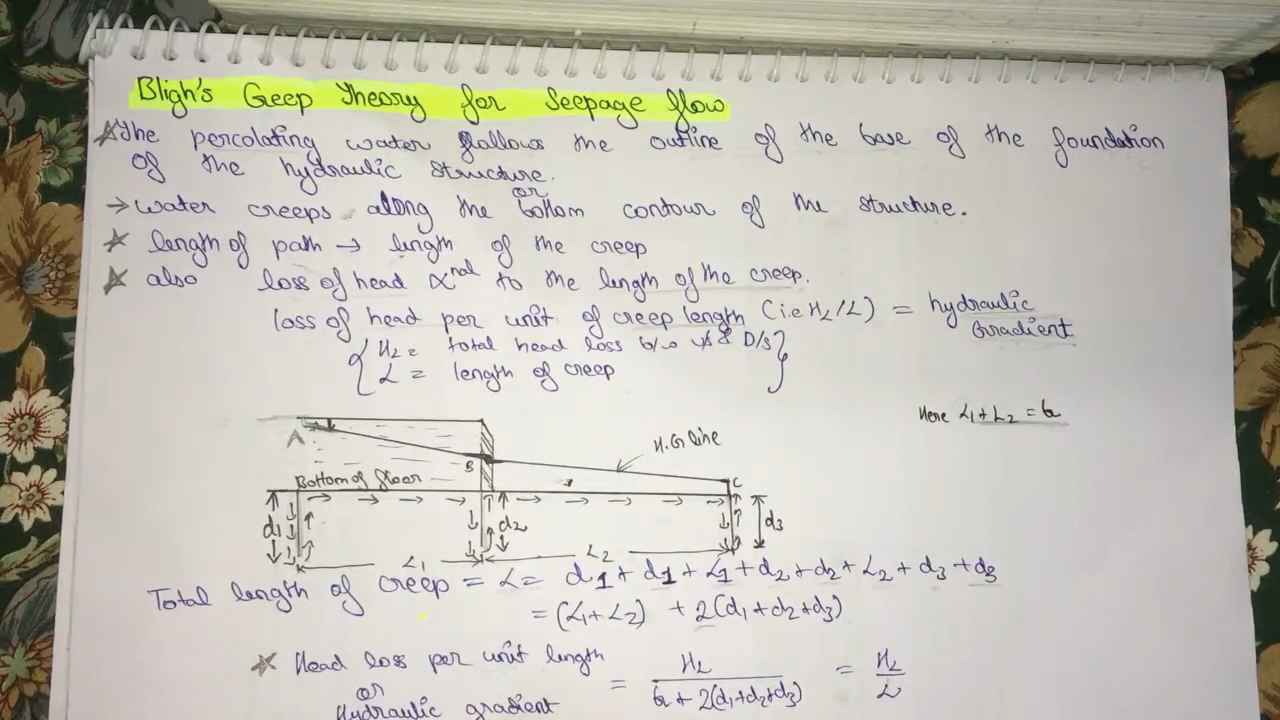 Bligh's Creep Theory for Seepage flow
The percolating water follows the outline of the base of the foundation
of the hydraulic structure.
or
→ water creeps along the bottom contour of the structure.
length of path → length of the creep
also loss of head ∝nal to the length of the creep.
loss of head per unit of creep length (i.e H_L/L) = hydraulic
Gradient
{ H_L = total head loss b/w u/s & D/s
L = length of creep }
Here L1+L2 = b
A
B
H.G line
C
Bottom of floor
d1
d2
d3
L1
L2
Total length of creep = L = d1 + d1 + L1 + d2 + d2 + L2 + d3 + d3
= (L1+L2) + 2(d1+d2+d3)
Head loss per unit length
or
Hydraulic gradient
= H_L / b+2(d1+d2+d3) = H_L / L